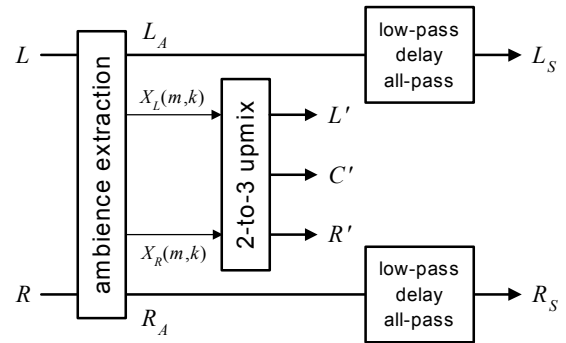 L_A
low-pass
delay
all-pass
L
L_S
ambience extraction
X_L(m,k)
2-to-3 upmix
L'
C'
R'
X_R(m,k)
R
R_A
low-pass
delay
all-pass
R_S